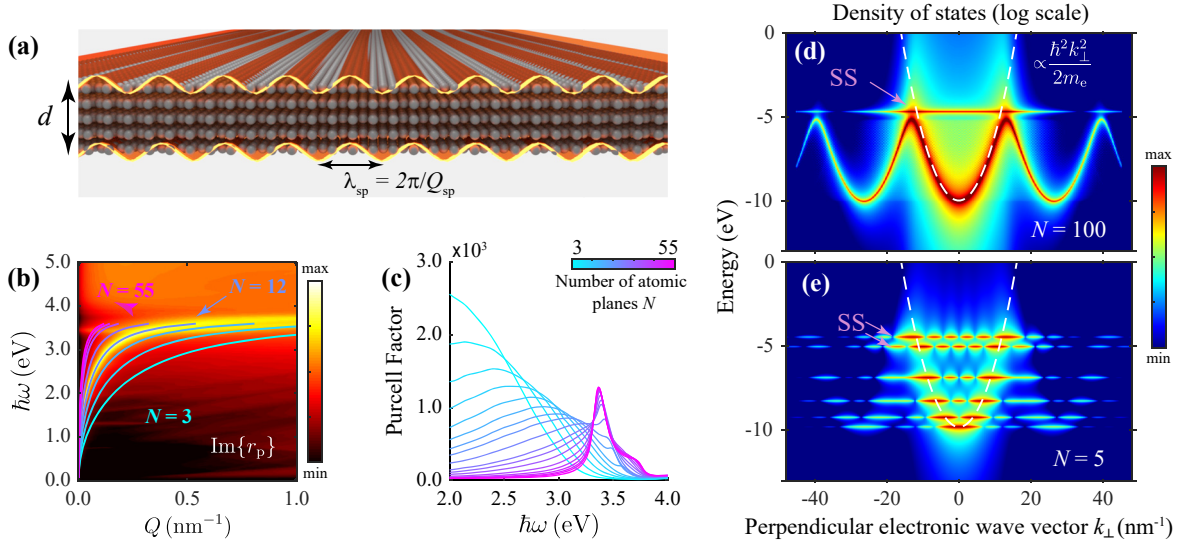 (a)
d
λsp = 2π/Qsp
(b)
5.0
4.0
3.0
2.0
1.0
0.0
ħω (eV)
N = 55
N = 12
N = 3
Im{rp}
0
0.5
1.0
Q (nm⁻¹)
max
min
(c)
x10³
3.0
2.0
1.0
0.0
Purcell Factor
3 55
Number of atomic
planes N
2.0 2.5 3.0 3.5 4.0
ħω (eV)
Density of states (log scale)
(d)
0
-5
-10
SS
∝ ħ²k⊥²/2me
N = 100
Energy (eV)
(e)
0
-5
-10
SS
N = 5
-40 -20 0 20 40
Perpendicular electronic wave vector k⊥ (nm⁻¹)
max
min